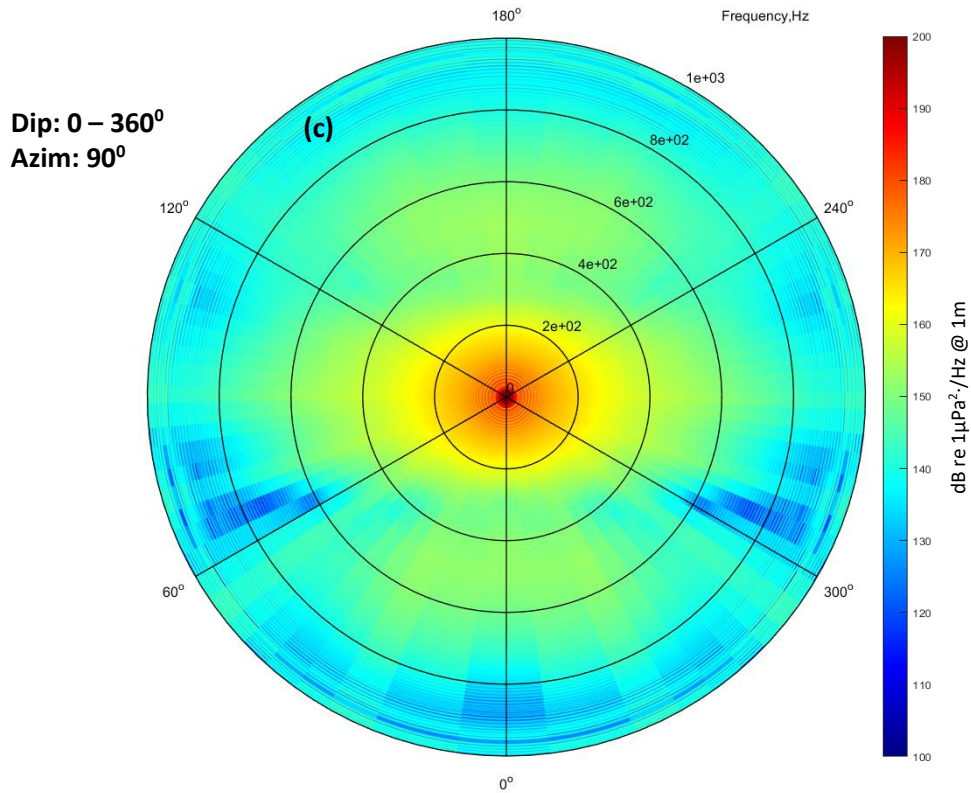 180°
Frequency,Hz
200
1e+03
Dip: 0 – 360⁰
(c)
Azim: 90⁰
8e+02
190
120°
6e+02
240°
180
4e+02
170
2e+02
160
0
150
dB re 1µPa²·/Hz @ 1m
140
130
60°
300°
120
110
100
0°